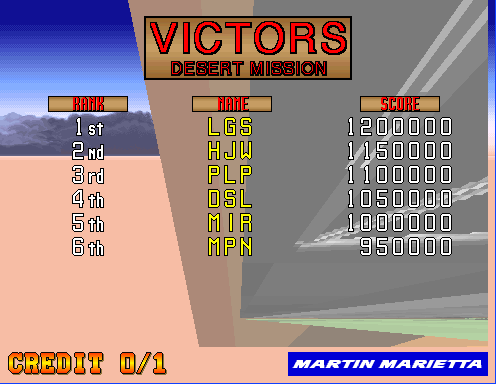 VICTORS
DESERT MISSION
RANK NAME SCORE
1st LGS 1200000
2nd HJW 1150000
3rd PLP 1100000
4th DSL 1050000
5th MIR 1000000
6th MPN 950000
CREDIT 0/1 MARTIN MARIETTA